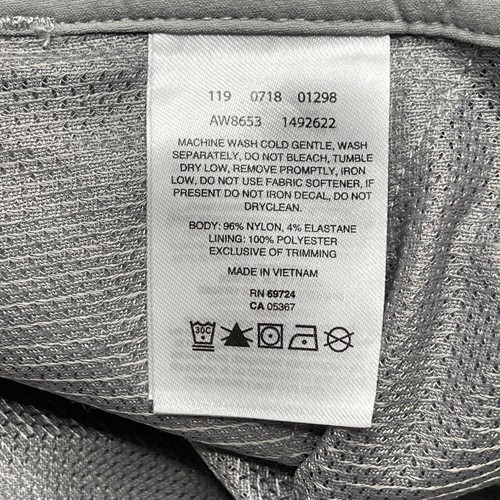 119 0718 01298
AW8653 1492622
MACHINE WASH COLD GENTLE, WASH
SEPARATELY, DO NOT BLEACH, TUMBLE
DRY LOW, REMOVE PROMPTLY, IRON
LOW, DO NOT USE FABRIC SOFTENER, IF
PRESENT DO NOT IRON DECAL, DO NOT
DRYCLEAN.
BODY: 96% NYLON, 4% ELASTANE
LINING: 100% POLYESTER
EXCLUSIVE OF TRIMMING
MADE IN VIETNAM
RN 69724
CA 05367
30C